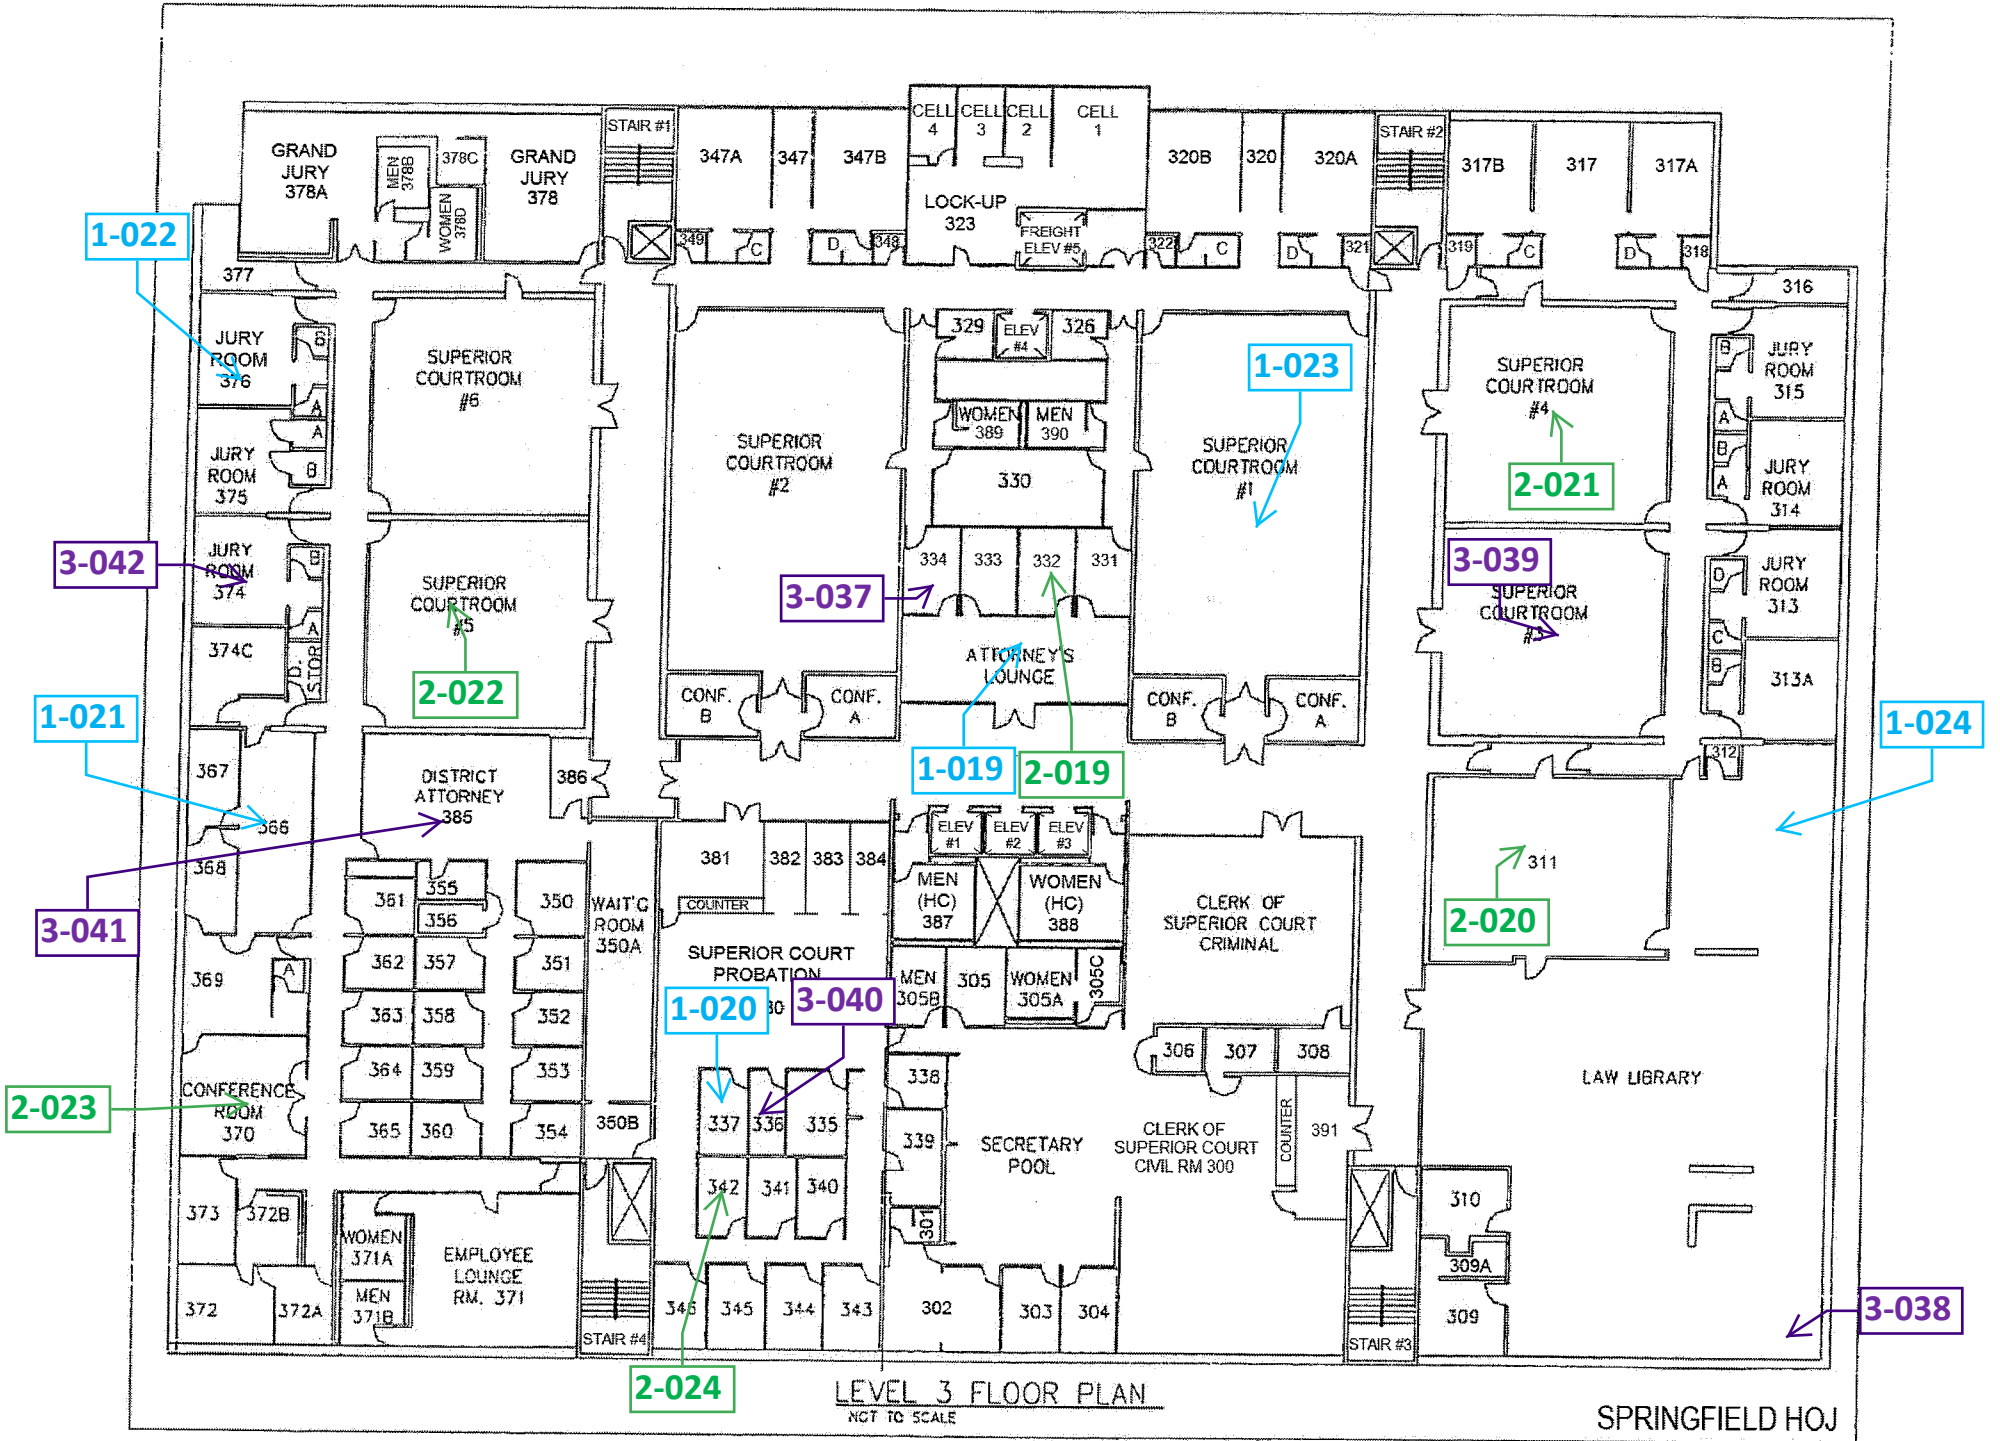 CELL
4
CELL
3
CELL
2
CELL
1
STAIR #1
STAIR #2
GRAND
JURY
378A
MEN
378B
378C
WOMEN
378D
GRAND
JURY
378
347A
347
347B
LOCK-UP
323
FREIGHT
ELEV #5
320B
320
320A
317B
317
317A
349
C
D
348
322
C
D
321
319
C
D
318
1-022
377
316
JURY
ROOM
376
B
A
SUPERIOR
COURTROOM
#6
329
ELEV
#4
326
1-023
SUPERIOR
COURTROOM
#4
B
JURY
ROOM
315
A
WOMEN
389
MEN
390
A
B
JURY
ROOM
375
SUPERIOR
COURTROOM
#2
330
SUPERIOR
COURTROOM
#1
2-021
B
A
JURY
ROOM
314
3-042
JURY
ROOM
374
B
A
SUPERIOR
COURTROOM
#5
334
333
332
331
3-037
3-039
SUPERIOR
COURTROOM
#3
D
JURY
ROOM
313
C
B
313A
374C
D.
STOR
2-022
ATTORNEY'S
LOUNGE
CONF.
B
CONF.
A
CONF.
B
CONF.
A
1-021
1-024
367
366
368
DISTRICT
ATTORNEY
385
386
1-019
2-019
312
3-041
361
355
356
350
WAIT'G
ROOM
350A
381
382
383
384
COUNTER
ELEV
#1
ELEV
#2
ELEV
#3
MEN
(HC)
387
WOMEN
(HC)
388
CLERK OF
SUPERIOR COURT
CRIMINAL
311
2-020
369
A
362
357
351
SUPERIOR COURT
PROBATION
1-020
3-040
MEN
305B
305
WOMEN
305A
305C
363
358
352
306
307
308
364
359
353
338
LAW LIBRARY
2-023
CONFERENCE
ROOM
370
365
360
354
350B
337
336
335
339
SECRETARY
POOL
CLERK OF
SUPERIOR COURT
CIVIL RM 300
COUNTER
391
373
372B
342
341
340
301
310
WOMEN
371A
EMPLOYEE
LOUNGE
RM. 371
309A
372
372A
MEN
371B
STAIR #4
346
345
344
343
302
303
304
STAIR #3
309
3-038
2-024
LEVEL 3 FLOOR PLAN
NOT TO SCALE
SPRINGFIELD HOJ